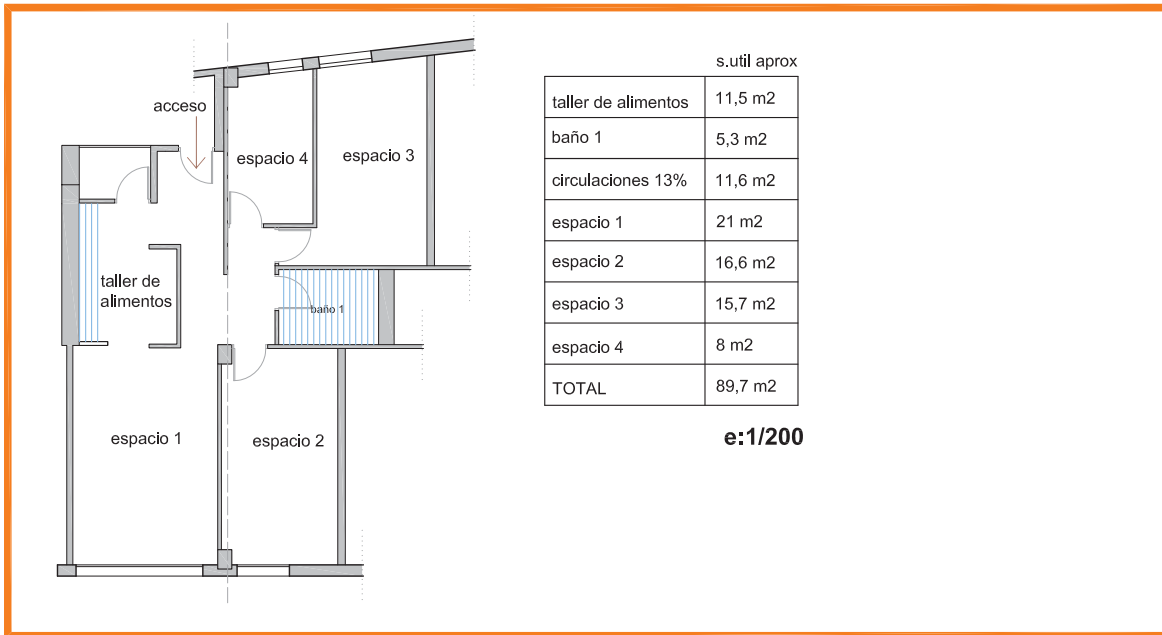 acceso
espacio 4
espacio 3
taller de
alimentos
baño 1
espacio 1
espacio 2
s.util aprox
taller de alimentos 11,5 m2
baño 1 5,3 m2
circulaciones 13% 11,6 m2
espacio 1 21 m2
espacio 2 16,6 m2
espacio 3 15,7 m2
espacio 4 8 m2
TOTAL 89,7 m2
e:1/200